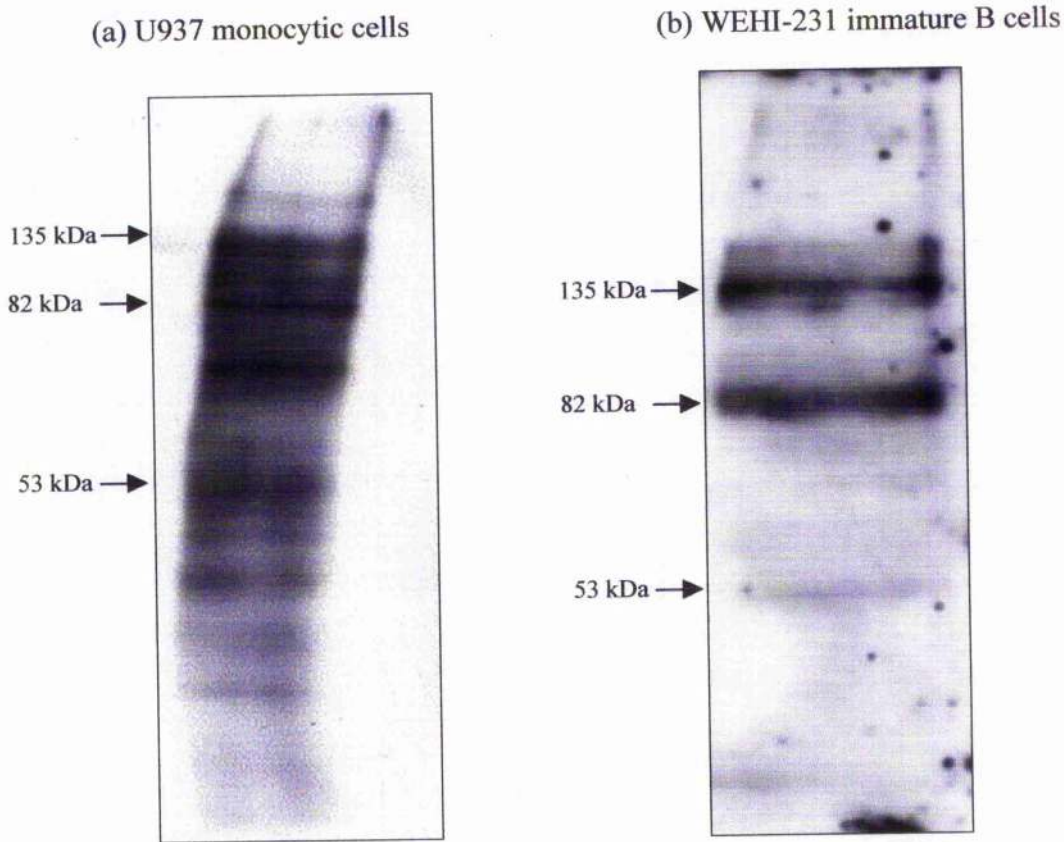 (a) U937 monocytic cells
135 kDa
82 kDa
53 kDa
(b) WEHI-231 immature B cells
135 kDa
82 kDa
53 kDa